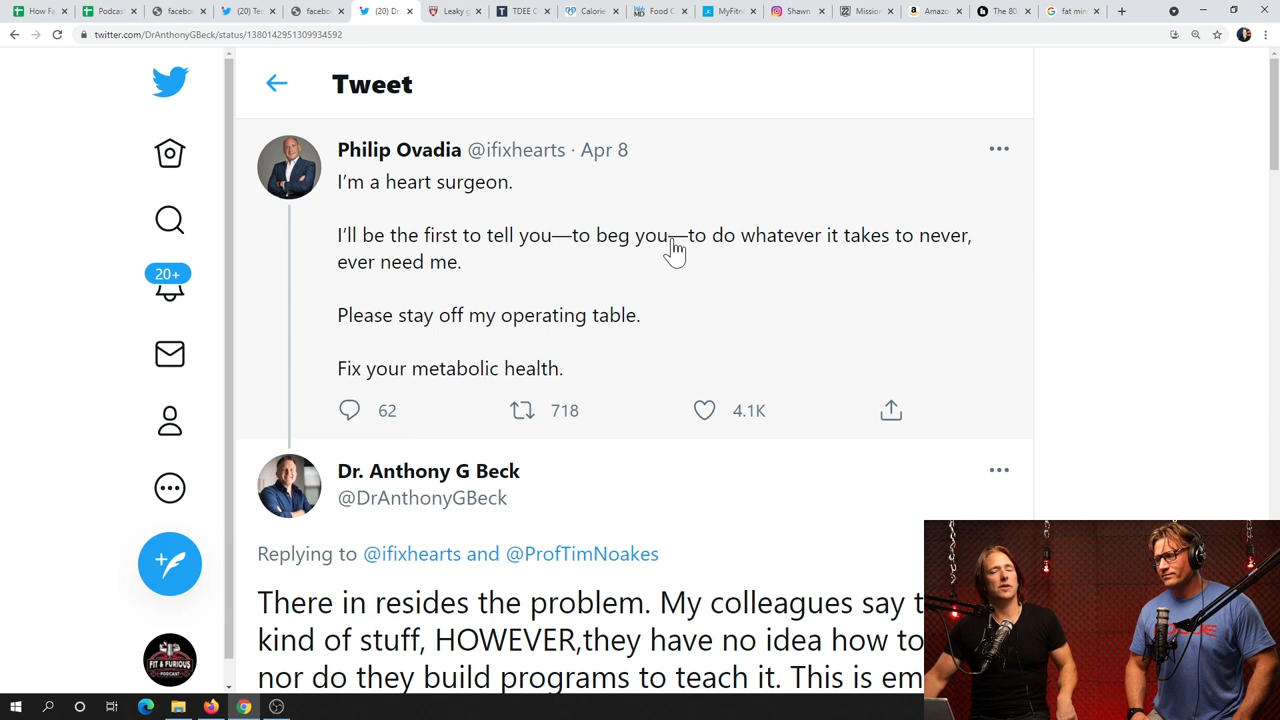 How Fa
Podcas
facebo
(20) Te
facebo
(20) Dr
Leaky g
TDEE C
Calorie
Food C
MyFitn
Shawn
Mission
Amazo
The 80
fat min
twitter.com/DrAnthonyGBeck/status/1380142951309934592
Tweet
Philip Ovadia @ifixhearts · Apr 8
I'm a heart surgeon.
I'll be the first to tell you—to beg you—to do whatever it takes to never,
ever need me.
Please stay off my operating table.
Fix your metabolic health.
62 718 4.1K
20+
Dr. Anthony G Beck
@DrAnthonyGBeck
Replying to @ifixhearts and @ProfTimNoakes
There in resides the problem. My colleagues say t
kind of stuff, HOWEVER,they have no idea how to
nor do they build programs to teach it. This is em
FIT & FURIOUS
PODCAST